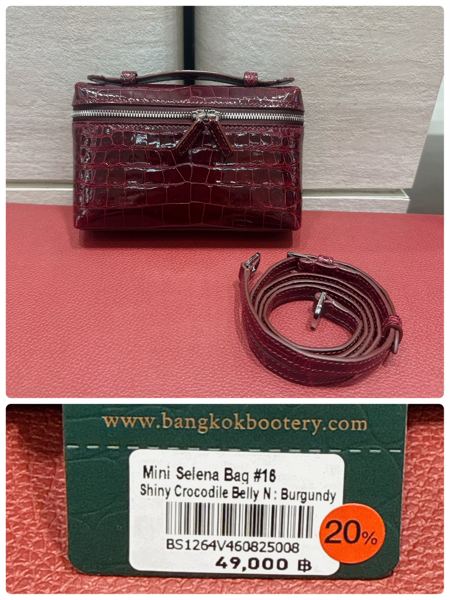 www.bangkokbootery.com
Mini Selena Bag #16
Shiny Crocodile Belly N : Burgundy
BS1264V460825008
49,000 ฿
20%